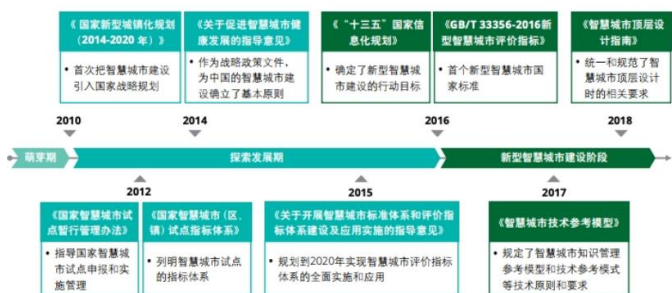 《国家新型城镇化规划
（2014-2020 年）》
• 首次把智慧城市建设
引入国家战略规划
《关于促进智慧城市健
康发展的指导意见》
• 作为战略政策文件，
为中国的智慧城市建
设确立了基本原则
《“十三五”国家信
息化规划》
• 确定了新型智慧城
市建设的行动目标
《GB/T 33356-2016新
型智慧城市评价指标》
• 首个新型智慧城市国
家标准
《智慧城市顶层设
计指南》
• 统一和规范了智
慧城市顶层设计
时的相关要求
2010
2014
2016
2018
萌芽期
探索发展期
新型智慧城市建设阶段
2012
2015
2017
《国家智慧城市试
点暂行管理办法》
• 指导国家智慧城
市试点申报和实
施管理
《国家智慧城市（区、
镇）试点指标体系》
• 列明智慧城市试点
的指标体系
《关于开展智慧城市标准体系和评价指
标体系建设及应用实施的指导意见》
• 规划到2020年实现智慧城市评价指标
体系的全面实施和应用
《智慧城市技术参考模型》
• 规定了智慧城市知识管理
参考模型和技术参考模式
等技术原则和要求